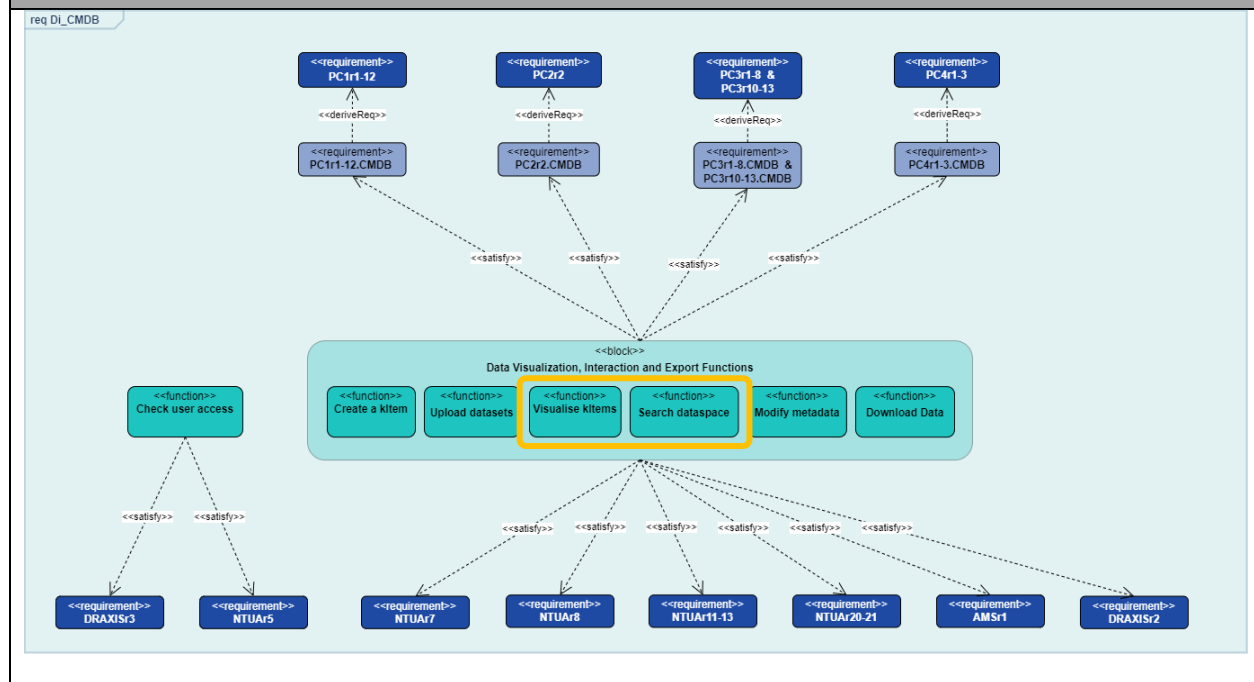 req Di_CMDB
<<requirement>>
PC1r1-12
<<requirement>>
PC2r2
<<requirement>>
PC3r1-8 &
PC3r10-13
<<requirement>>
PC4r1-3
<<deriveReq>>
<<deriveReq>>
<<deriveReq>>
<<deriveReq>>
<<requirement>>
PC1r1-12.CMDB
<<requirement>>
PC2r2.CMDB
<<requirement>>
PC3r1-8.CMDB &
PC3r10-13.CMDB
<<requirement>>
PC4r1-3.CMDB
<<satisfy>>
<<satisfy>>
<<satisfy>>
<<satisfy>>
<<block>>
Data Visualization, Interaction and Export Functions
<<function>>
Check user access
<<function>>
Create a kItem
<<function>>
Upload datasets
<<function>>
Visualise kItems
<<function>>
Search dataspace
<<function>>
Modify metadata
<<function>>
Download Data
<<satisfy>>
<<satisfy>>
<<satisfy>>
<<satisfy>>
<<satisfy>>
<<satisfy>>
<<satisfy>>
<<satisfy>>
<<requirement>>
DRAXISr3
<<requirement>>
NTUAr5
<<requirement>>
NTUAr7
<<requirement>>
NTUAr8
<<requirement>>
NTUAr11-13
<<requirement>>
NTUAr20-21
<<requirement>>
AMSr1
<<requirement>>
DRAXISr2